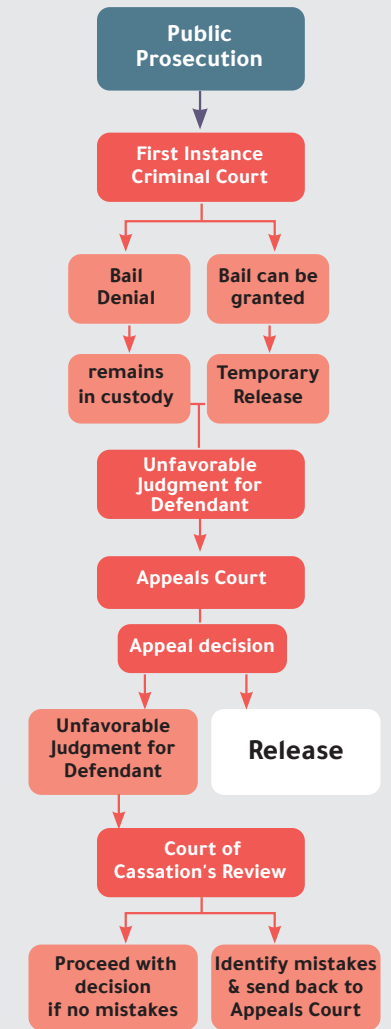 Public
Prosecution
First Instance
Criminal Court
Bail
Denial
Bail can be
granted
remains
in custody
Temporary
Release
Unfavorable
Judgment for
Defendant
Appeals Court
Appeal decision
Unfavorable
Judgment for
Defendant
Release
Court of
Cassation's Review
Proceed with
decision
if no mistakes
Identify mistakes
& send back to
Appeals Court